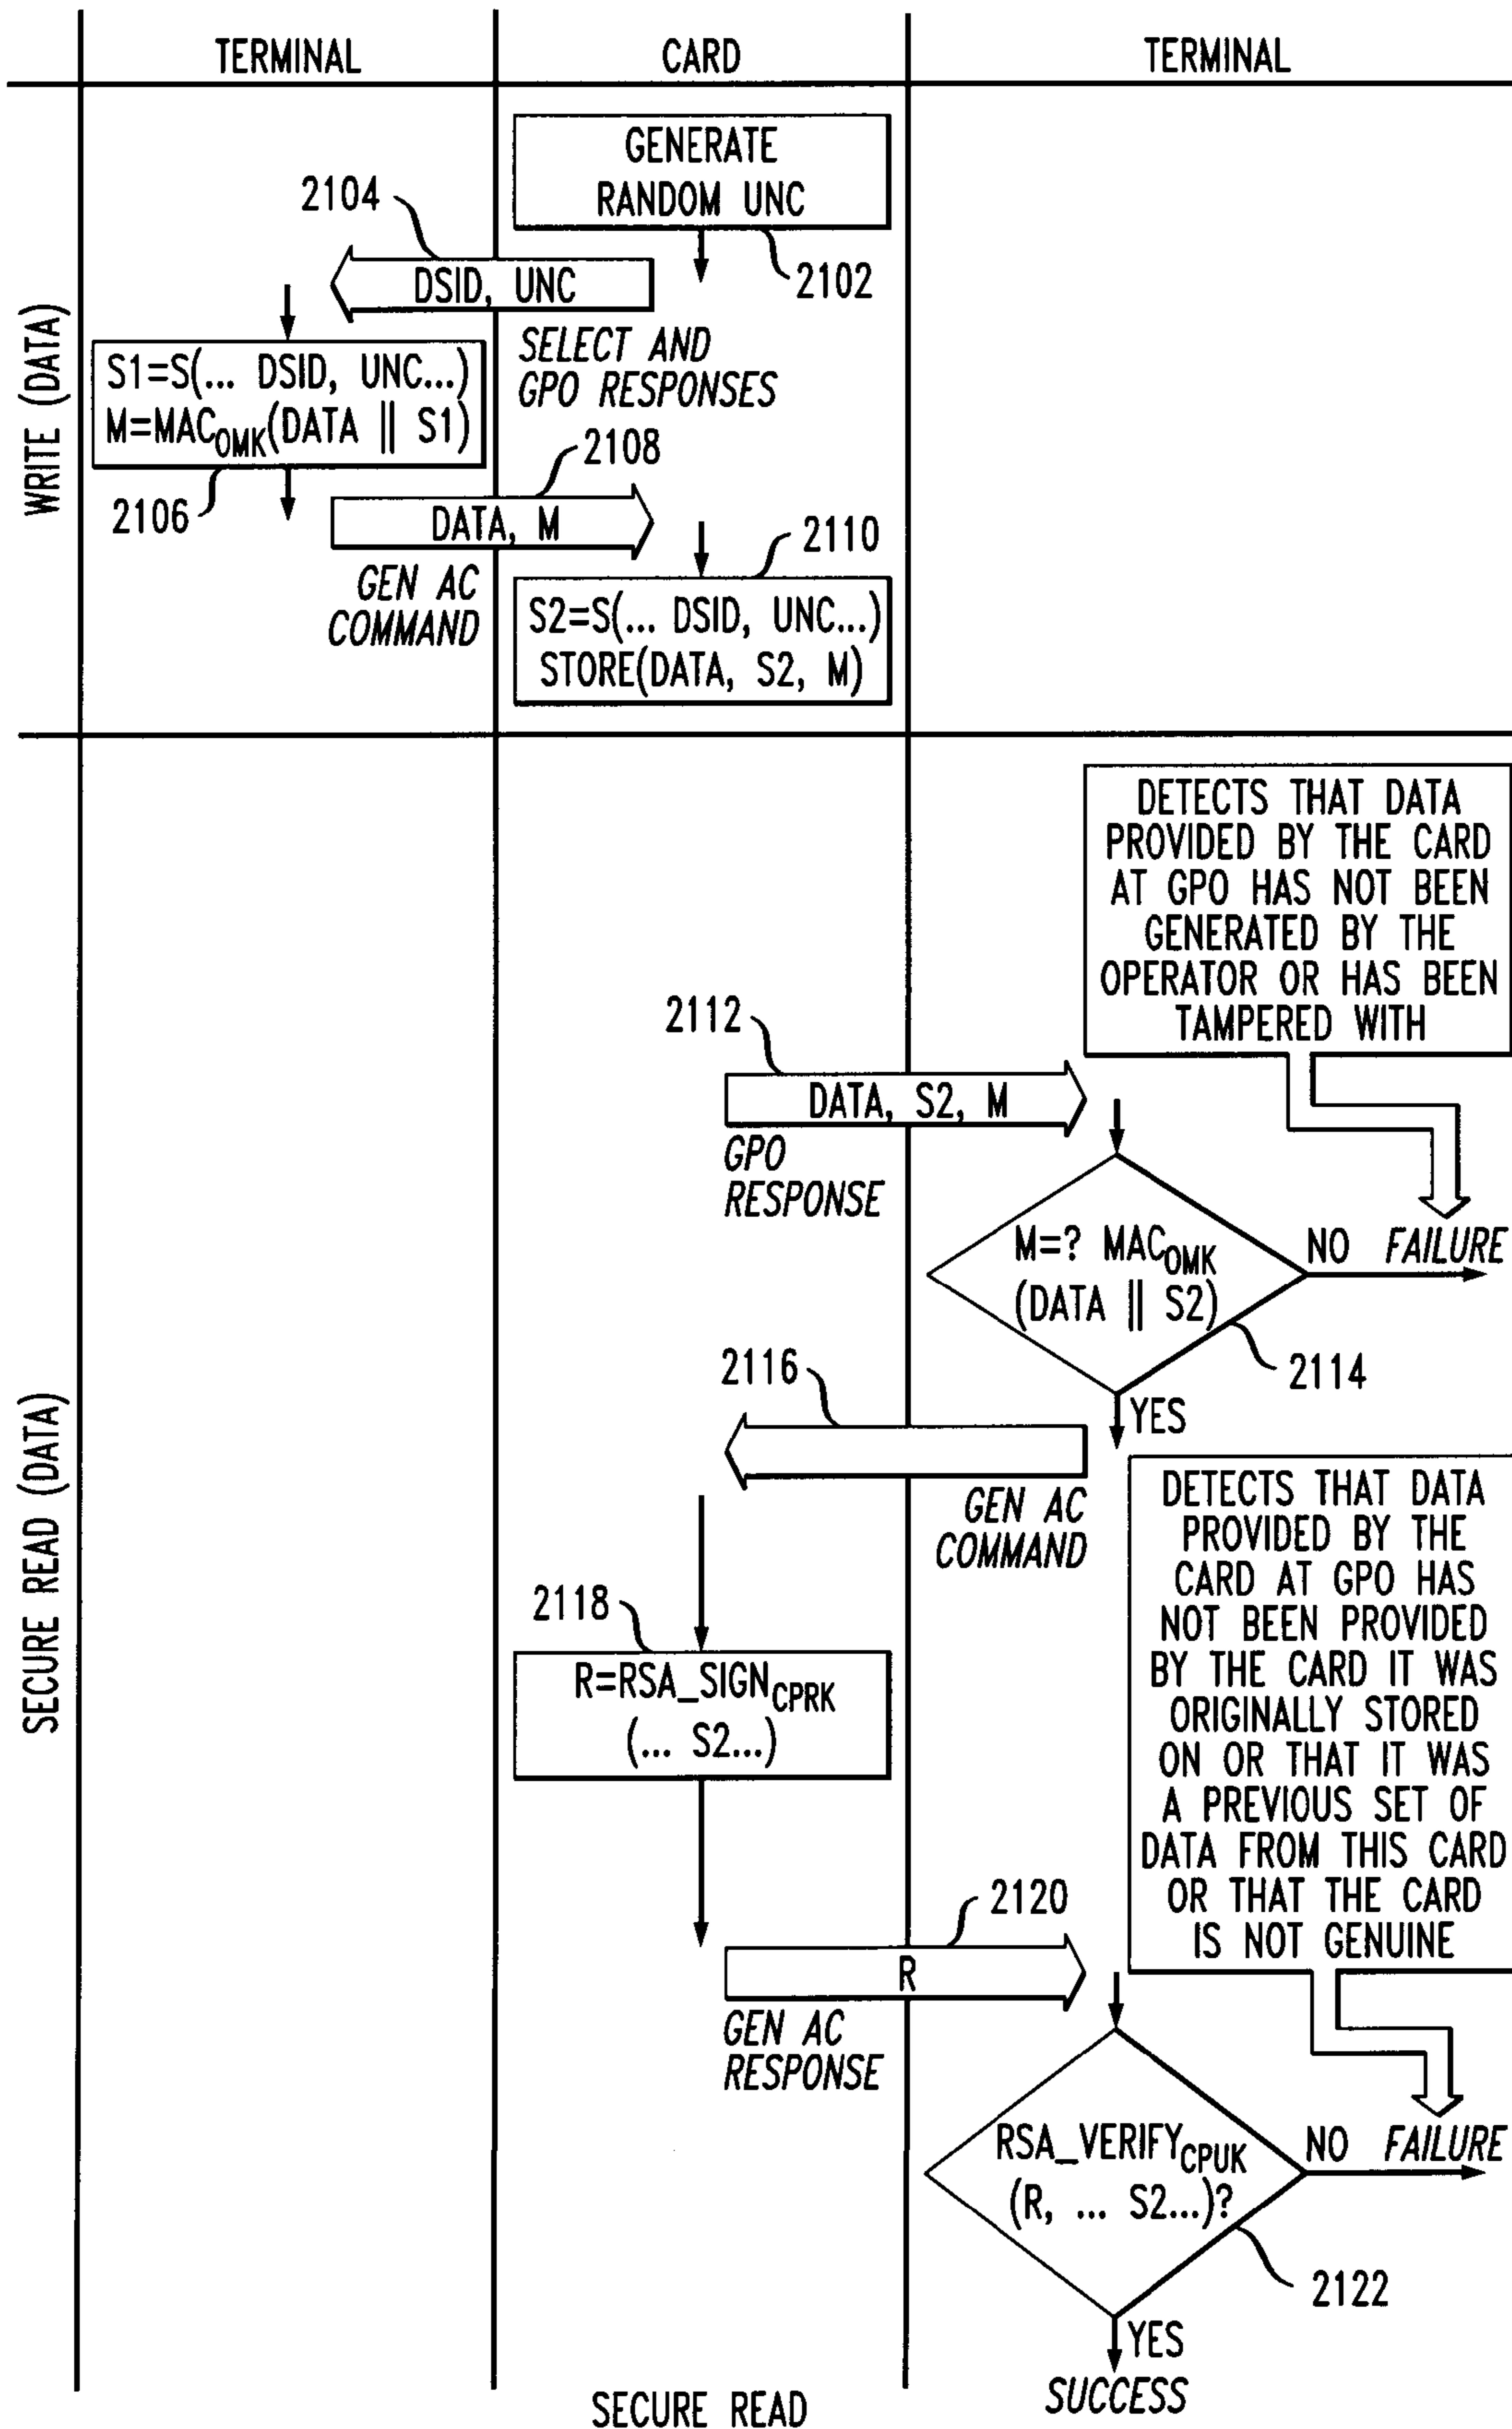 TERMINAL
CARD
TERMINAL
WRITE (DATA)
GENERATE
RANDOM UNC
2102
2104
DSID, UNC
SELECT AND
GPO RESPONSES
S1=S(... DSID, UNC...)
M=MAC_OMK(DATA || S1)
2106
2108
DATA, M
GEN AC
COMMAND
2110
S2=S(... DSID, UNC...)
STORE(DATA, S2, M)
SECURE READ (DATA)
DETECTS THAT DATA
PROVIDED BY THE CARD
AT GPO HAS NOT BEEN
GENERATED BY THE
OPERATOR OR HAS BEEN
TAMPERED WITH
2112
DATA, S2, M
GPO
RESPONSE
M=? MAC_OMK
(DATA || S2)
NO FAILURE
2114
YES
2116
GEN AC
COMMAND
DETECTS THAT DATA
PROVIDED BY THE
CARD AT GPO HAS
NOT BEEN PROVIDED
BY THE CARD IT WAS
ORIGINALLY STORED
ON OR THAT IT WAS
A PREVIOUS SET OF
DATA FROM THIS CARD
OR THAT THE CARD
IS NOT GENUINE
2118
R=RSA_SIGN_CPRK
(... S2...)
2120
R
GEN AC
RESPONSE
RSA_VERIFY_CPUK
(R, ... S2...)?
NO FAILURE
2122
YES
SUCCESS
SECURE READ